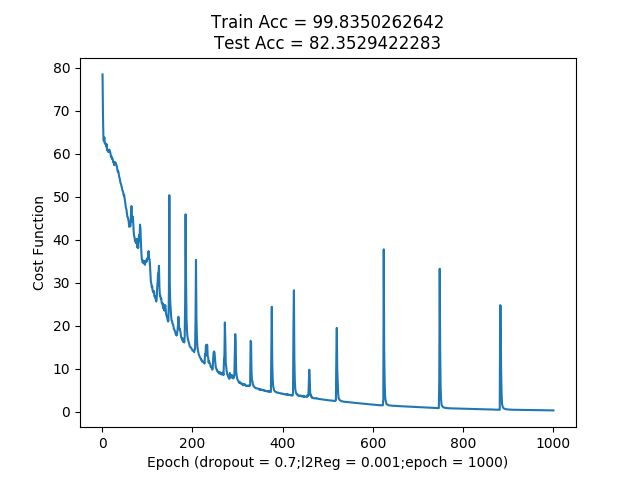 Train Acc = 99.8350262642
Test Acc = 82.3529422283
80
70
60
50
40
30
20
10
0
Cost Function
0 200 400 600 800 1000
Epoch (dropout = 0.7;l2Reg = 0.001;epoch = 1000)